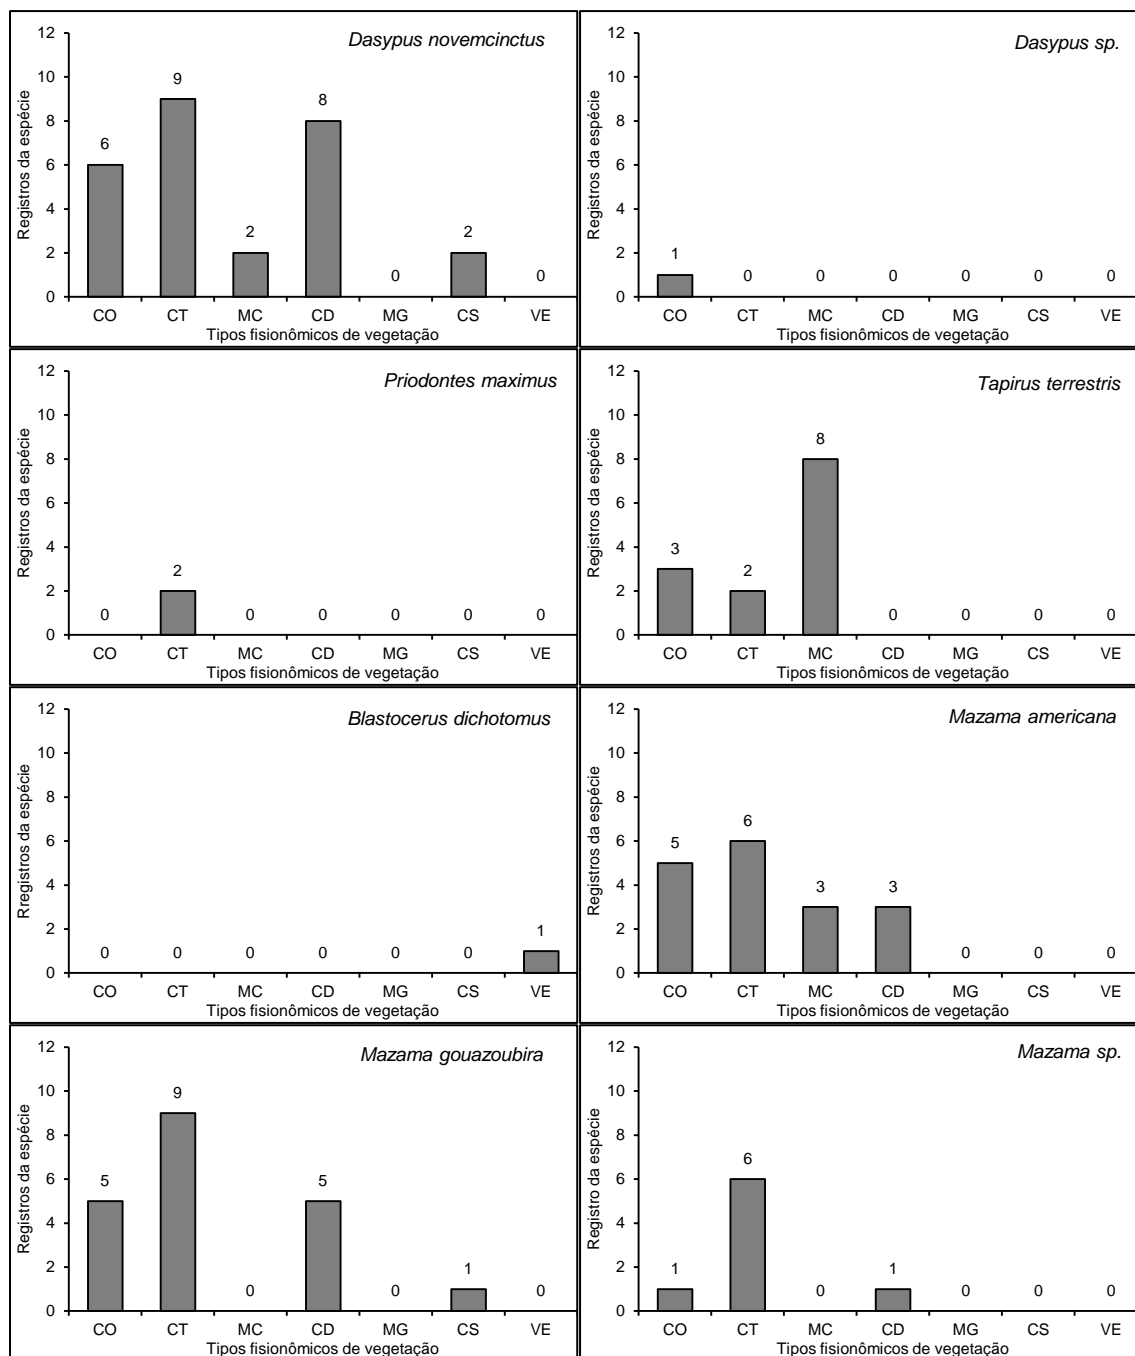 Dasypus novemcinctus
Registros da espécie
12
10
8
6
4
2
0
6 9 2 8 0 2 0
CO CT MC CD MG CS VE
Tipos fisionômicos de vegetação
Dasypus sp.
Registros da espécie
12
10
8
6
4
2
0
1 0 0 0 0 0 0
CO CT MC CD MG CS VE
Tipos fisionômicos de vegetação
Priodontes maximus
Registros da espécie
12
10
8
6
4
2
0
0 2 0 0 0 0 0
CO CT MC CD MG CS VE
Tipos fisionômicos de vegetação
Tapirus terrestris
Registros da espécie
12
10
8
6
4
2
0
3 2 8 0 0 0 0
CO CT MC CD MG CS VE
Tipos fisionômicos de vegetação
Blastocerus dichotomus
Rregistros da espécie
12
10
8
6
4
2
0
0 0 0 0 0 0 1
CO CT MC CD MG CS VE
Tipos fisionômicos de vegetação
Mazama americana
Registros da espécie
12
10
8
6
4
2
0
5 6 3 3 0 0 0
CO CT MC CD MG CS VE
Tipos fisionômicos de vegetação
Mazama gouazoubira
Registros da espécie
12
10
8
6
4
2
0
5 9 0 5 0 1 0
CO CT MC CD MG CS VE
Tipos fisionômicos de vegetação
Mazama sp.
Registro da espécie
12
10
8
6
4
2
0
1 6 0 1 0 0 0
CO CT MC CD MG CS VE
Tipos fisionômicos de vegetação